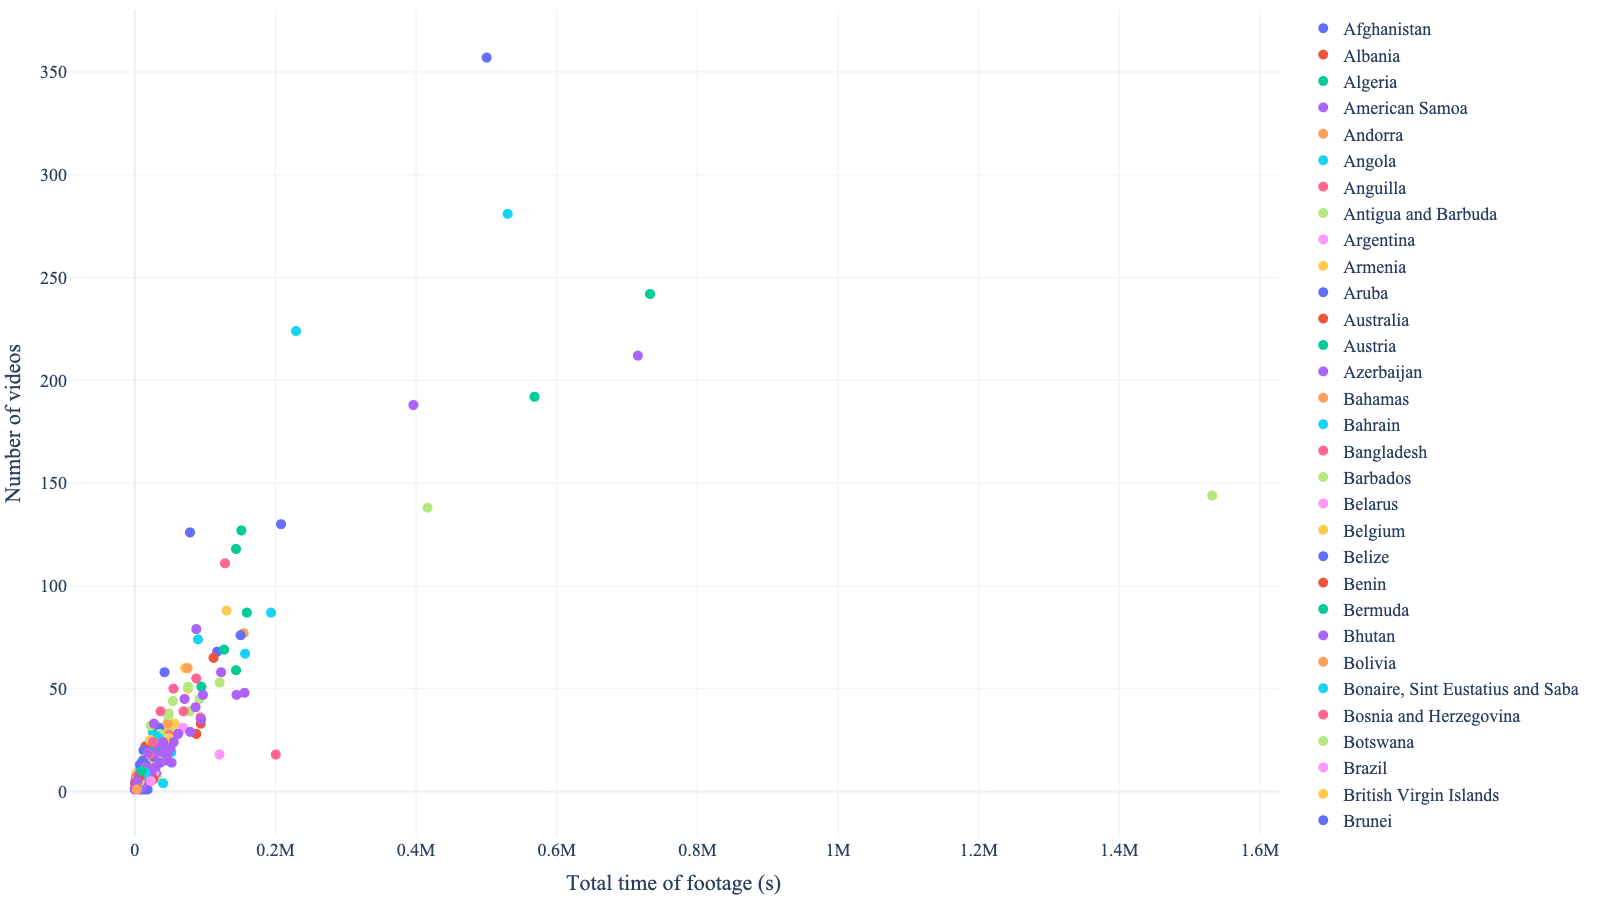 350
300
250
200
150
100
50
0
Number of videos
0
0.2M
0.4M
0.6M
0.8M
1M
1.2M
1.4M
1.6M
Total time of footage (s)
Afghanistan
Albania
Algeria
American Samoa
Andorra
Angola
Anguilla
Antigua and Barbuda
Argentina
Armenia
Aruba
Australia
Austria
Azerbaijan
Bahamas
Bahrain
Bangladesh
Barbados
Belarus
Belgium
Belize
Benin
Bermuda
Bhutan
Bolivia
Bonaire, Sint Eustatius and Saba
Bosnia and Herzegovina
Botswana
Brazil
British Virgin Islands
Brunei